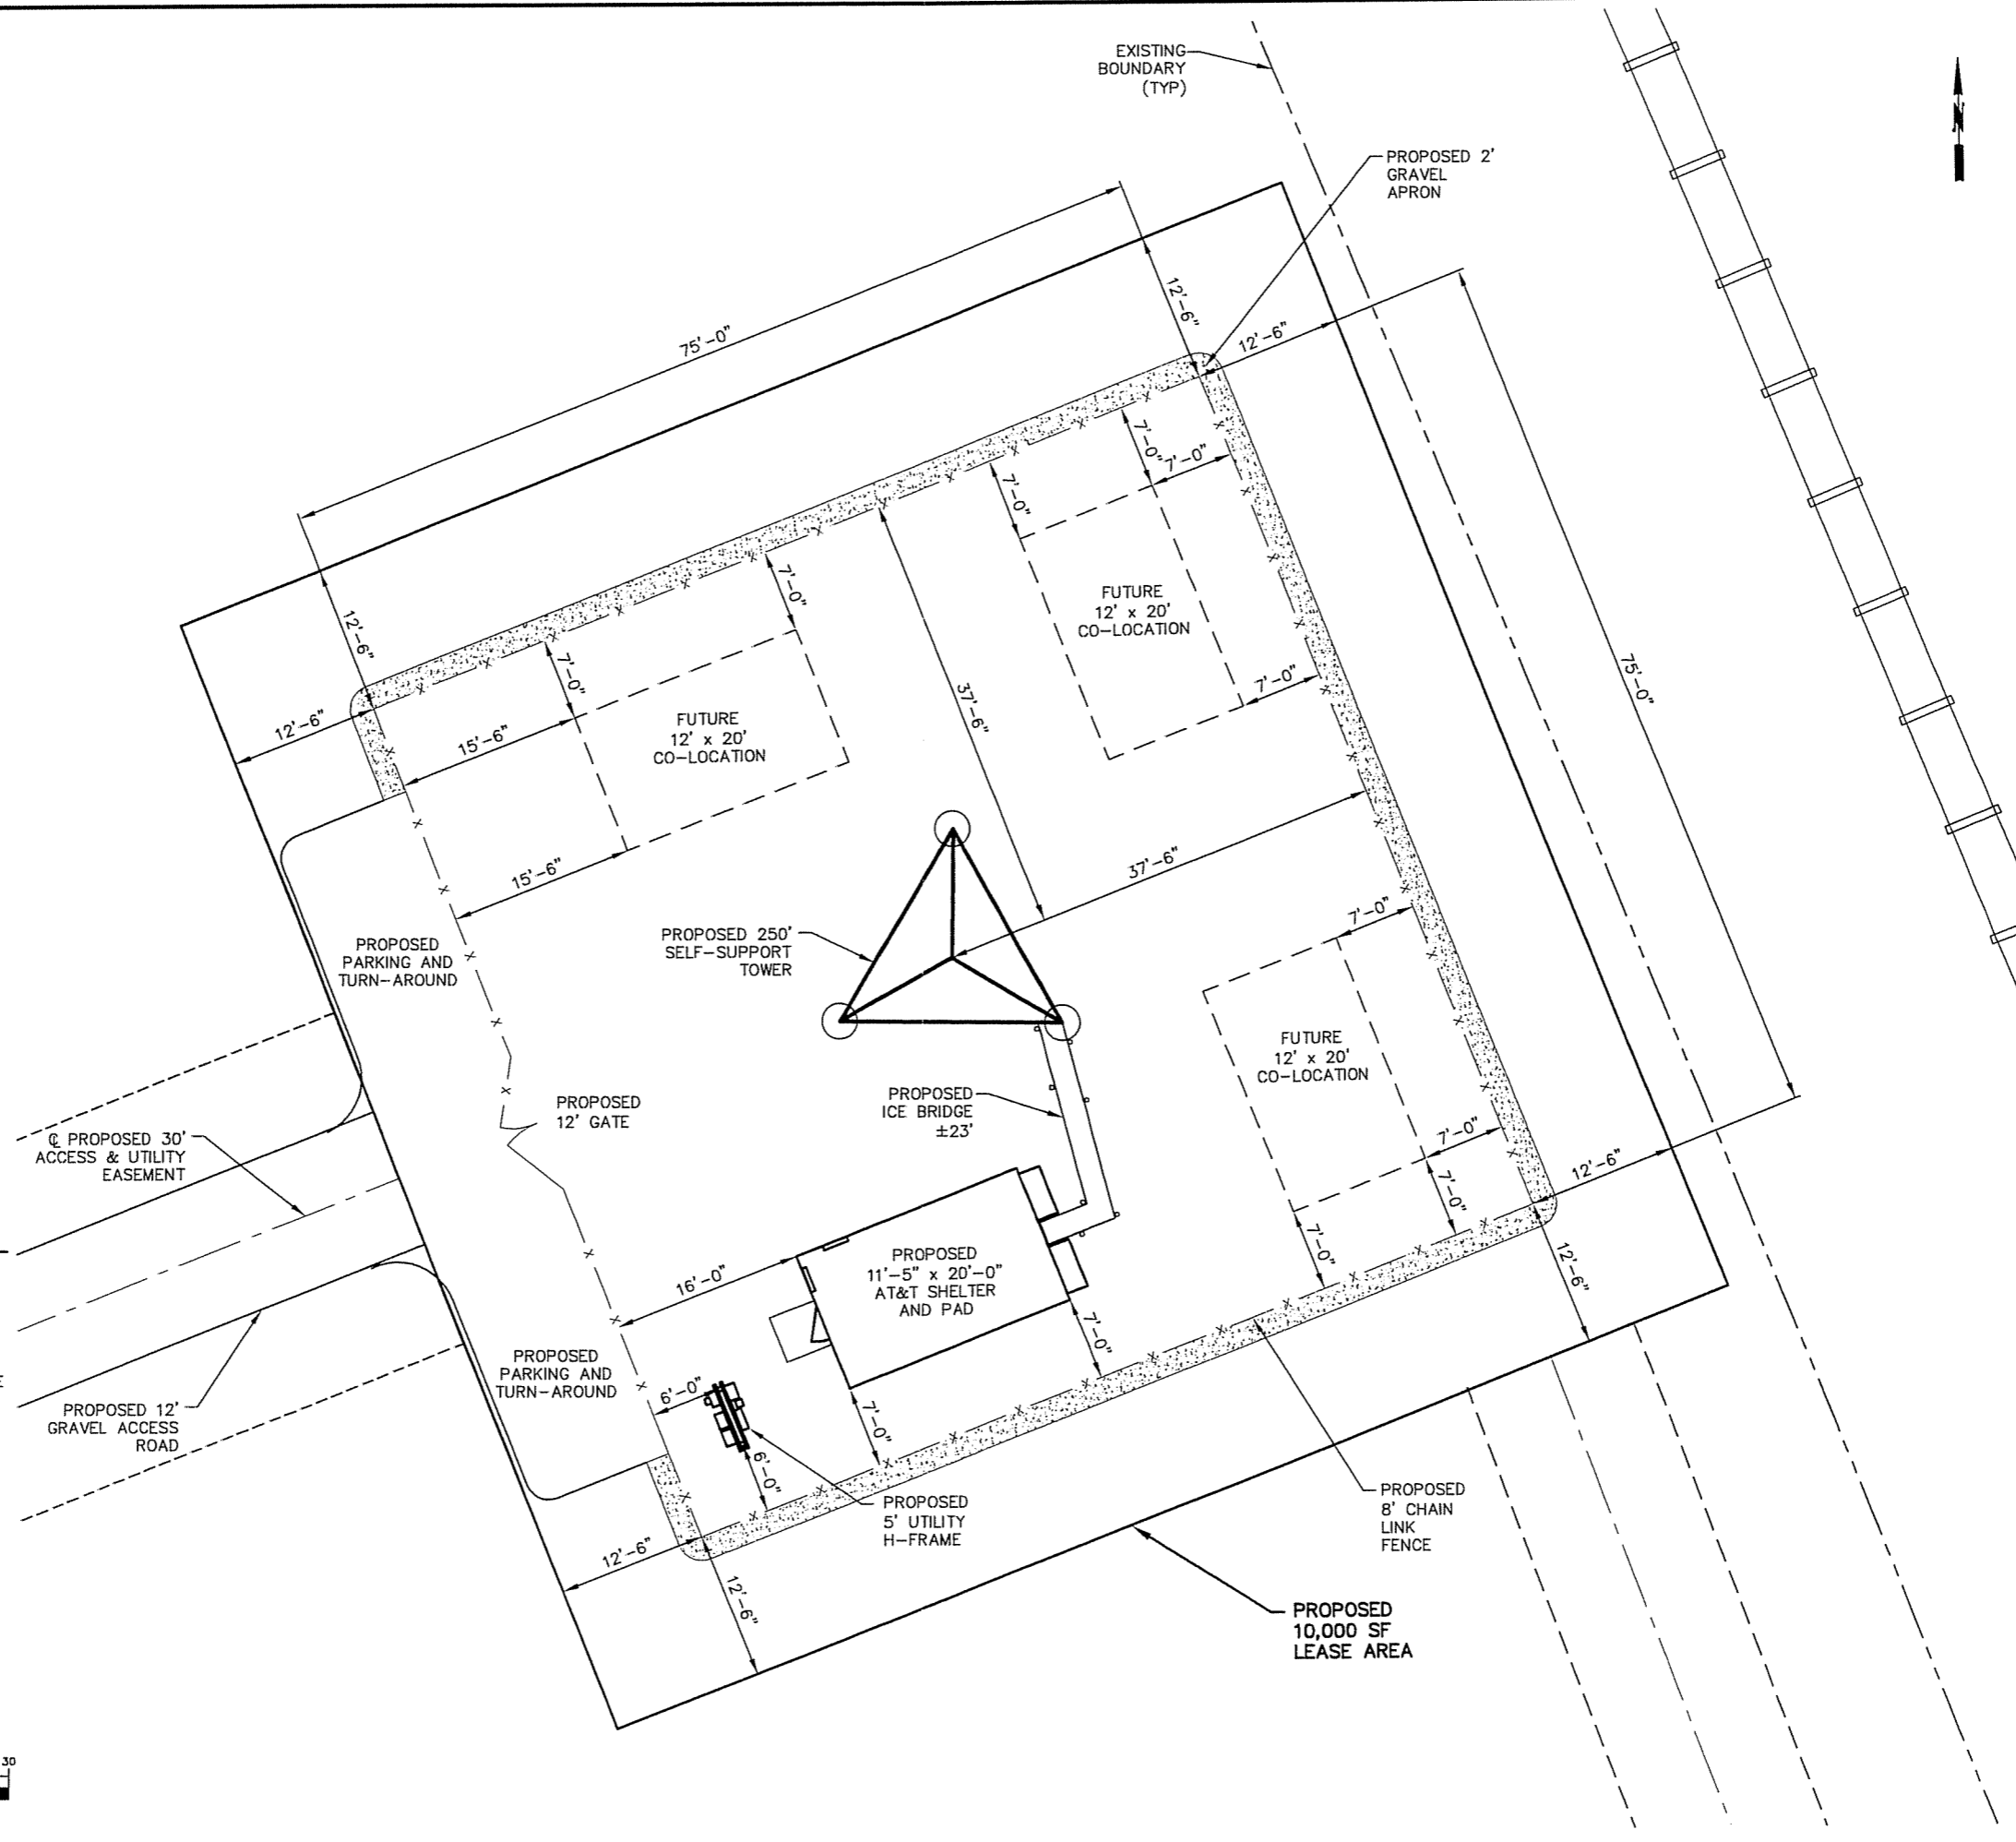 EXISTING
BOUNDARY
(TYP)
N
PROPOSED 2'
GRAVEL
APRON
75'-0"
12'-6"
12'-6"
7'-0"
7'-0"
7'-0"
7'-0"
FUTURE
12' x 20'
CO-LOCATION
7'-0"
12'-6"
12'-6"
7'-0"
15'-6"
FUTURE
12' x 20'
CO-LOCATION
37'-6"
75'-0"
15'-6"
37'-6"
PROPOSED
PARKING AND
TURN-AROUND
PROPOSED 250'
SELF-SUPPORT
TOWER
7'-0"
FUTURE
12' x 20'
CO-LOCATION
PROPOSED
12' GATE
PROPOSED
ICE BRIDGE
±23'
℄ PROPOSED 30'
ACCESS & UTILITY
EASEMENT
7'-0"
12'-6"
7'-0"
7'-0"
12'-6"
16'-0"
PROPOSED
11'-5" x 20'-0"
AT&T SHELTER
AND PAD
7'-0"
PROPOSED
PARKING AND
TURN-AROUND
6'-0"
7'-0"
PROPOSED 12'
GRAVEL ACCESS
ROAD
6'-0"
PROPOSED
5' UTILITY
H-FRAME
PROPOSED
8' CHAIN
LINK
FENCE
12'-6"
12'-6"
PROPOSED
10,000 SF
LEASE AREA
30